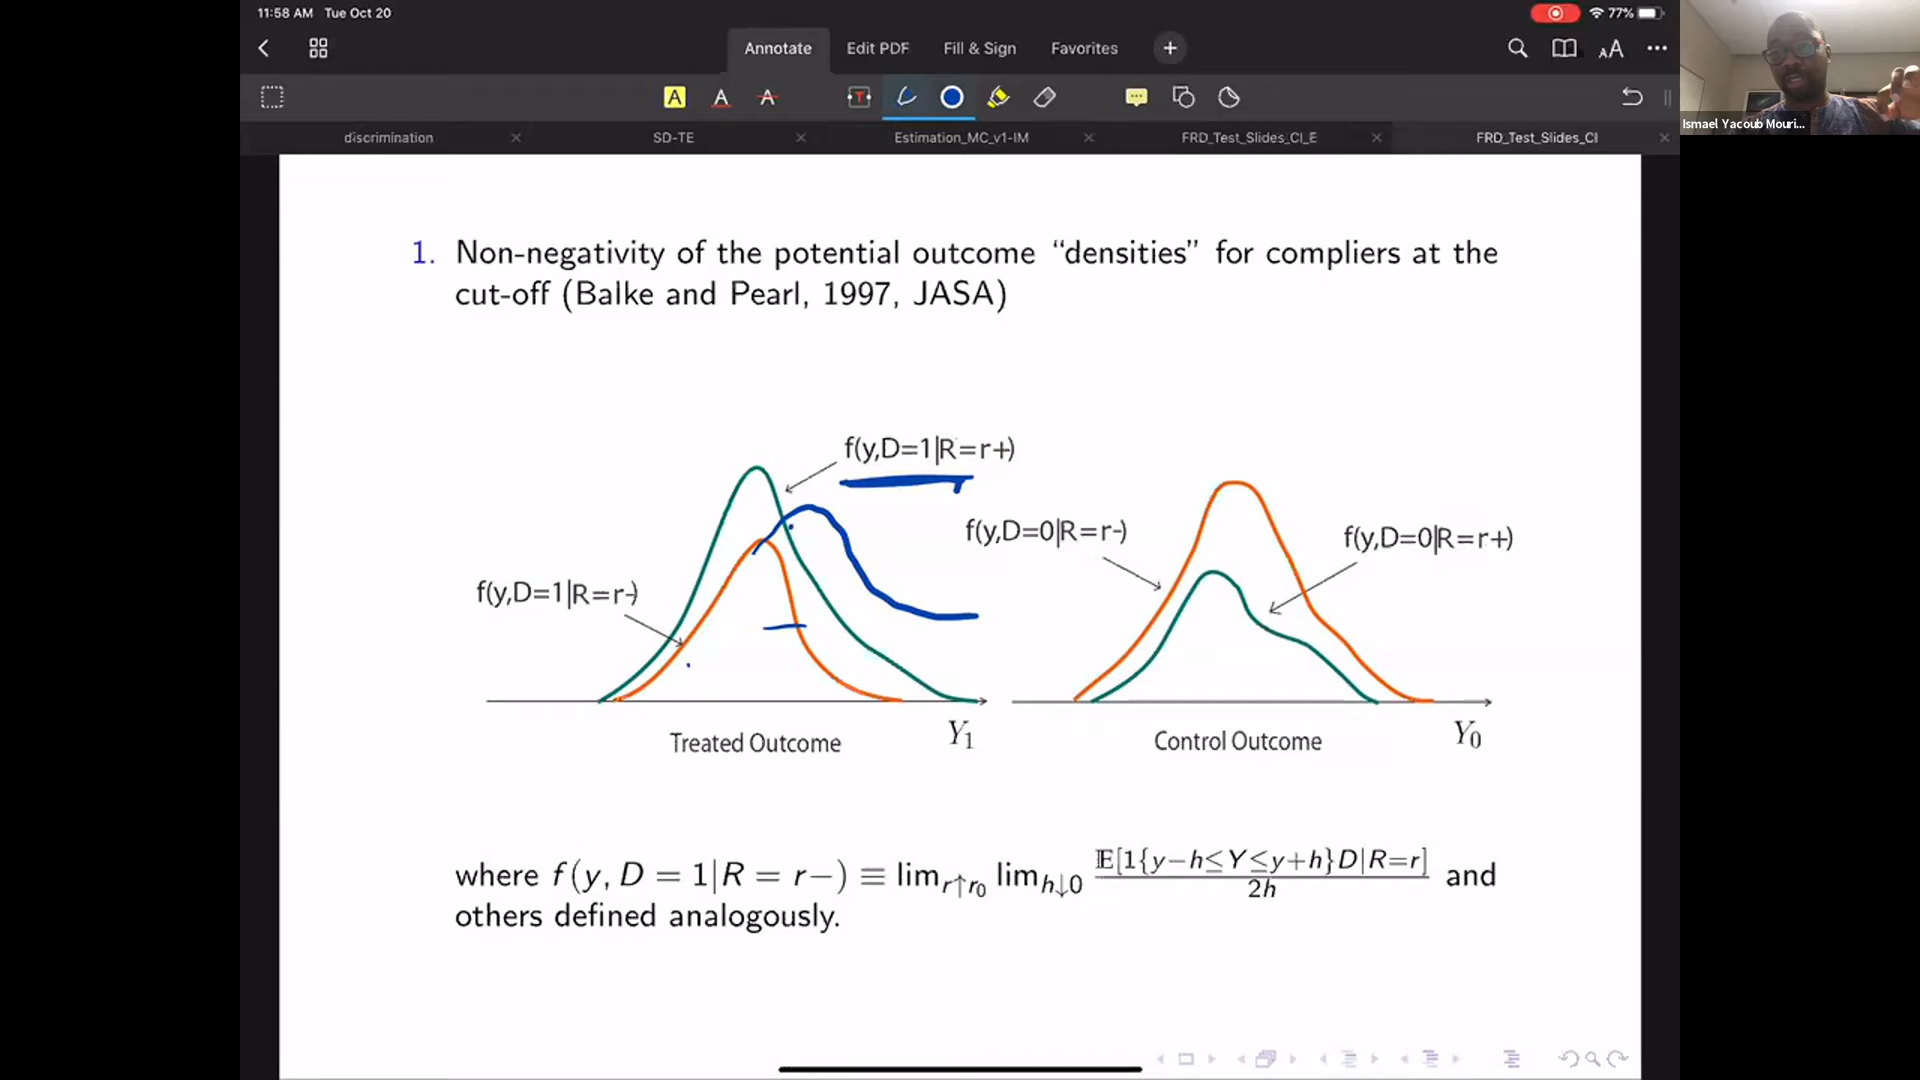 11:58 AM Tue Oct 20
77%
Annotate Edit PDF Fill & Sign Favorites
discrimination SD-TE Estimation_MC_v1-IM FRD_Test_Slides_CI_E FRD_Test_Slides_CI
Ismael Yacoub Mouri...
1. Non-negativity of the potential outcome “densities” for compliers at the
cut-off (Balke and Pearl, 1997, JASA)
f(y,D=1|R=r+)
f(y,D=1|R=r-)
Treated Outcome
Y₁
f(y,D=0|R=r-)
f(y,D=0|R=r+)
Control Outcome
Y₀
where f(y, D = 1|R = r−) ≡ lim_{r↑r₀} lim_{h↓0} 𝔼[1{y−h≤Y≤y+h}D|R=r] / 2h and
others defined analogously.